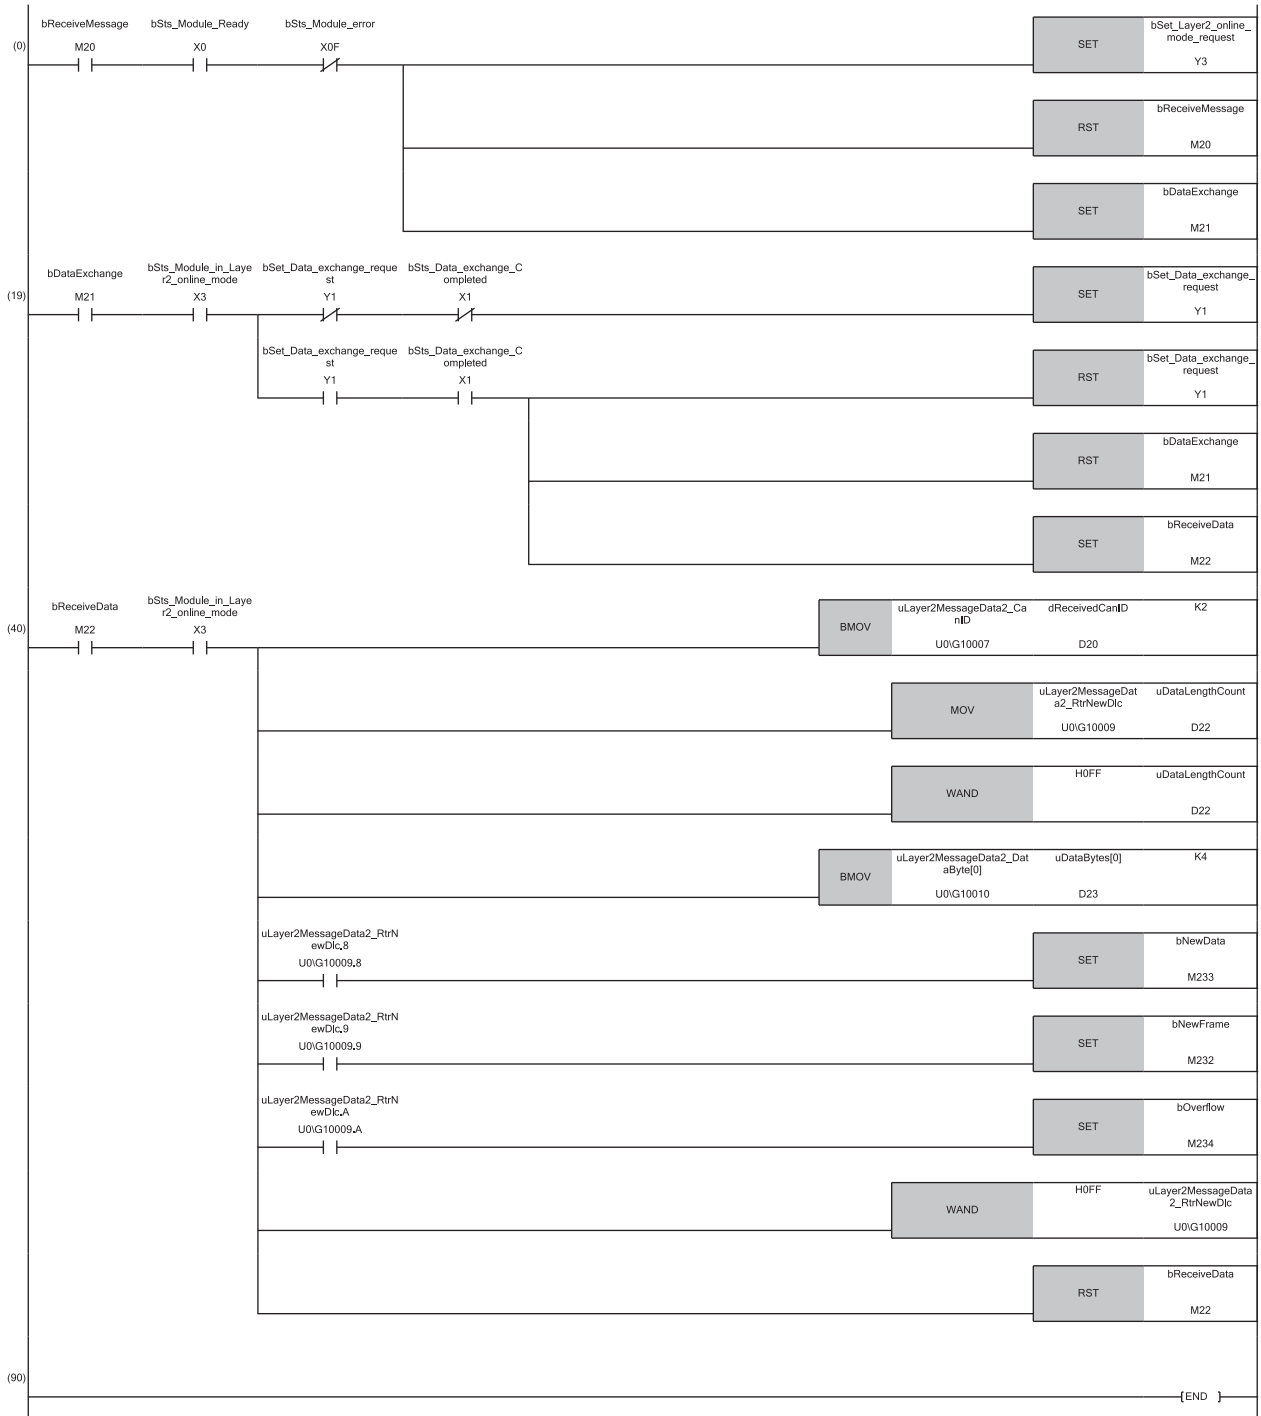 bReceiveMessage bSts_Module_Ready bSts_Module_error bSet_Layer2_online_
mode_request
(0) M20 X0 X0F SET Y3
bReceiveMessage
RST
M20
bDataExchange
SET
M21
bDataExchange bSts_Module_in_Laye bSet_Data_exchange_reque bSts_Data_exchange_C bSet_Data_exchange_
r2_online_mode st ompleted request
(19) M21 X3 Y1 X1 SET Y1
bSet_Data_exchange_reque bSts_Data_exchange_C bSet_Data_exchange_
st ompleted request
Y1 X1 RST Y1
bDataExchange
RST
M21
bReceiveData
SET
M22
bReceiveData bSts_Module_in_Laye uLayer2MessageData2_Ca dReceivedCanID K2
r2_online_mode nID
(40) M22 X3 BMOV U0\G10007 D20
uLayer2MessageDat uDataLengthCount
a2_RtrNewDlc
MOV U0\G10009 D22
H0FF uDataLengthCount
WAND
D22
uLayer2MessageData2_Dat uDataBytes[0] K4
aByte[0]
BMOV U0\G10010 D23
uLayer2MessageData2_RtrN bNewData
ewDlc.8
U0\G10009.8 SET M233
uLayer2MessageData2_RtrN bNewFrame
ewDlc.9
U0\G10009.9 SET M232
uLayer2MessageData2_RtrN bOverflow
ewDlc.A
U0\G10009.A SET M234
H0FF uLayer2MessageData
2_RtrNewDlc
WAND U0\G10009
bReceiveData
RST
M22
(90)
[END ]